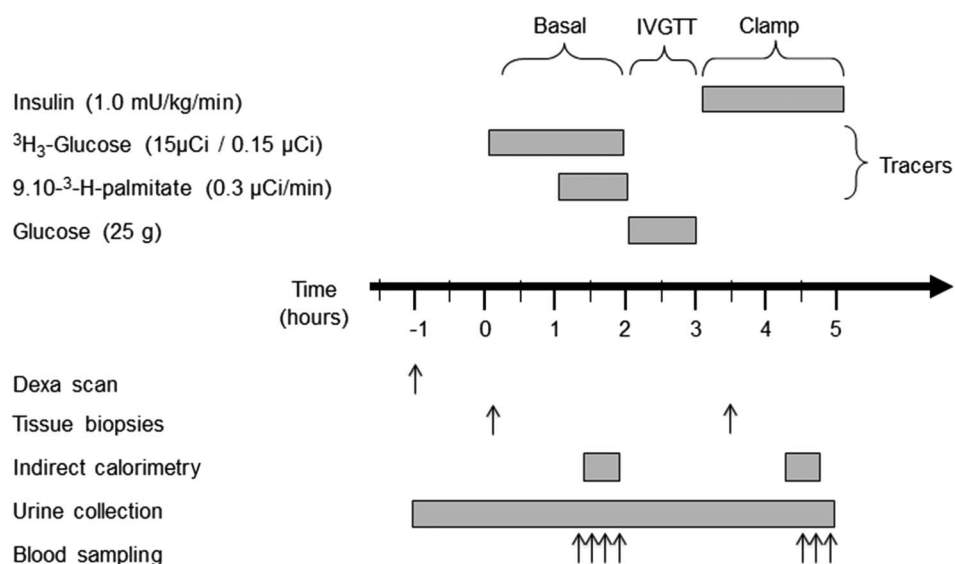 Basal IVGTT Clamp
Insulin (1.0 mU/kg/min)
³H₃-Glucose (15µCi / 0.15 µCi)
Tracers
9.10-³-H-palmitate (0.3 µCi/min)
Glucose (25 g)
Time
(hours)
-1 0 1 2 3 4 5
Dexa scan
Tissue biopsies
Indirect calorimetry
Urine collection
Blood sampling